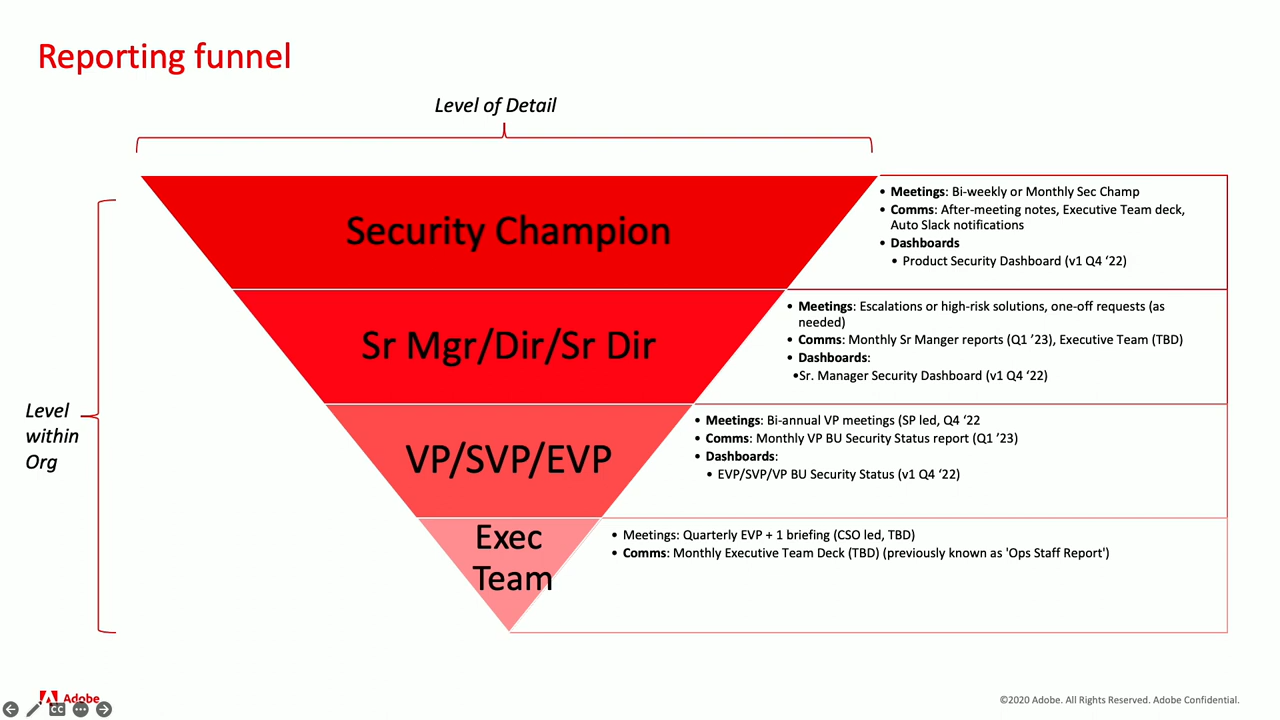 Reporting funnel
Level of Detail
Security Champion
• Meetings: Bi-weekly or Monthly Sec Champ
• Comms: After-meeting notes, Executive Team deck,
Auto Slack notifications
• Dashboards
• Product Security Dashboard (v1 Q4 ‘22)
Sr Mgr/Dir/Sr Dir
• Meetings: Escalations or high-risk solutions, one-off requests (as
needed)
• Comms: Monthly Sr Manger reports (Q1 ’23), Executive Team (TBD)
• Dashboards:
•Sr. Manager Security Dashboard (v1 Q4 ‘22)
Level
within
Org
VP/SVP/EVP
• Meetings: Bi-annual VP meetings (SP led, Q4 ‘22
• Comms: Monthly VP BU Security Status report (Q1 ’23)
• Dashboards:
• EVP/SVP/VP BU Security Status (v1 Q4 ‘22)
Exec
Team
• Meetings: Quarterly EVP + 1 briefing (CSO led, TBD)
• Comms: Monthly Executive Team Deck (TBD) (previously known as 'Ops Staff Report')
Adobe
CC
©2020 Adobe. All Rights Reserved. Adobe Confidential.